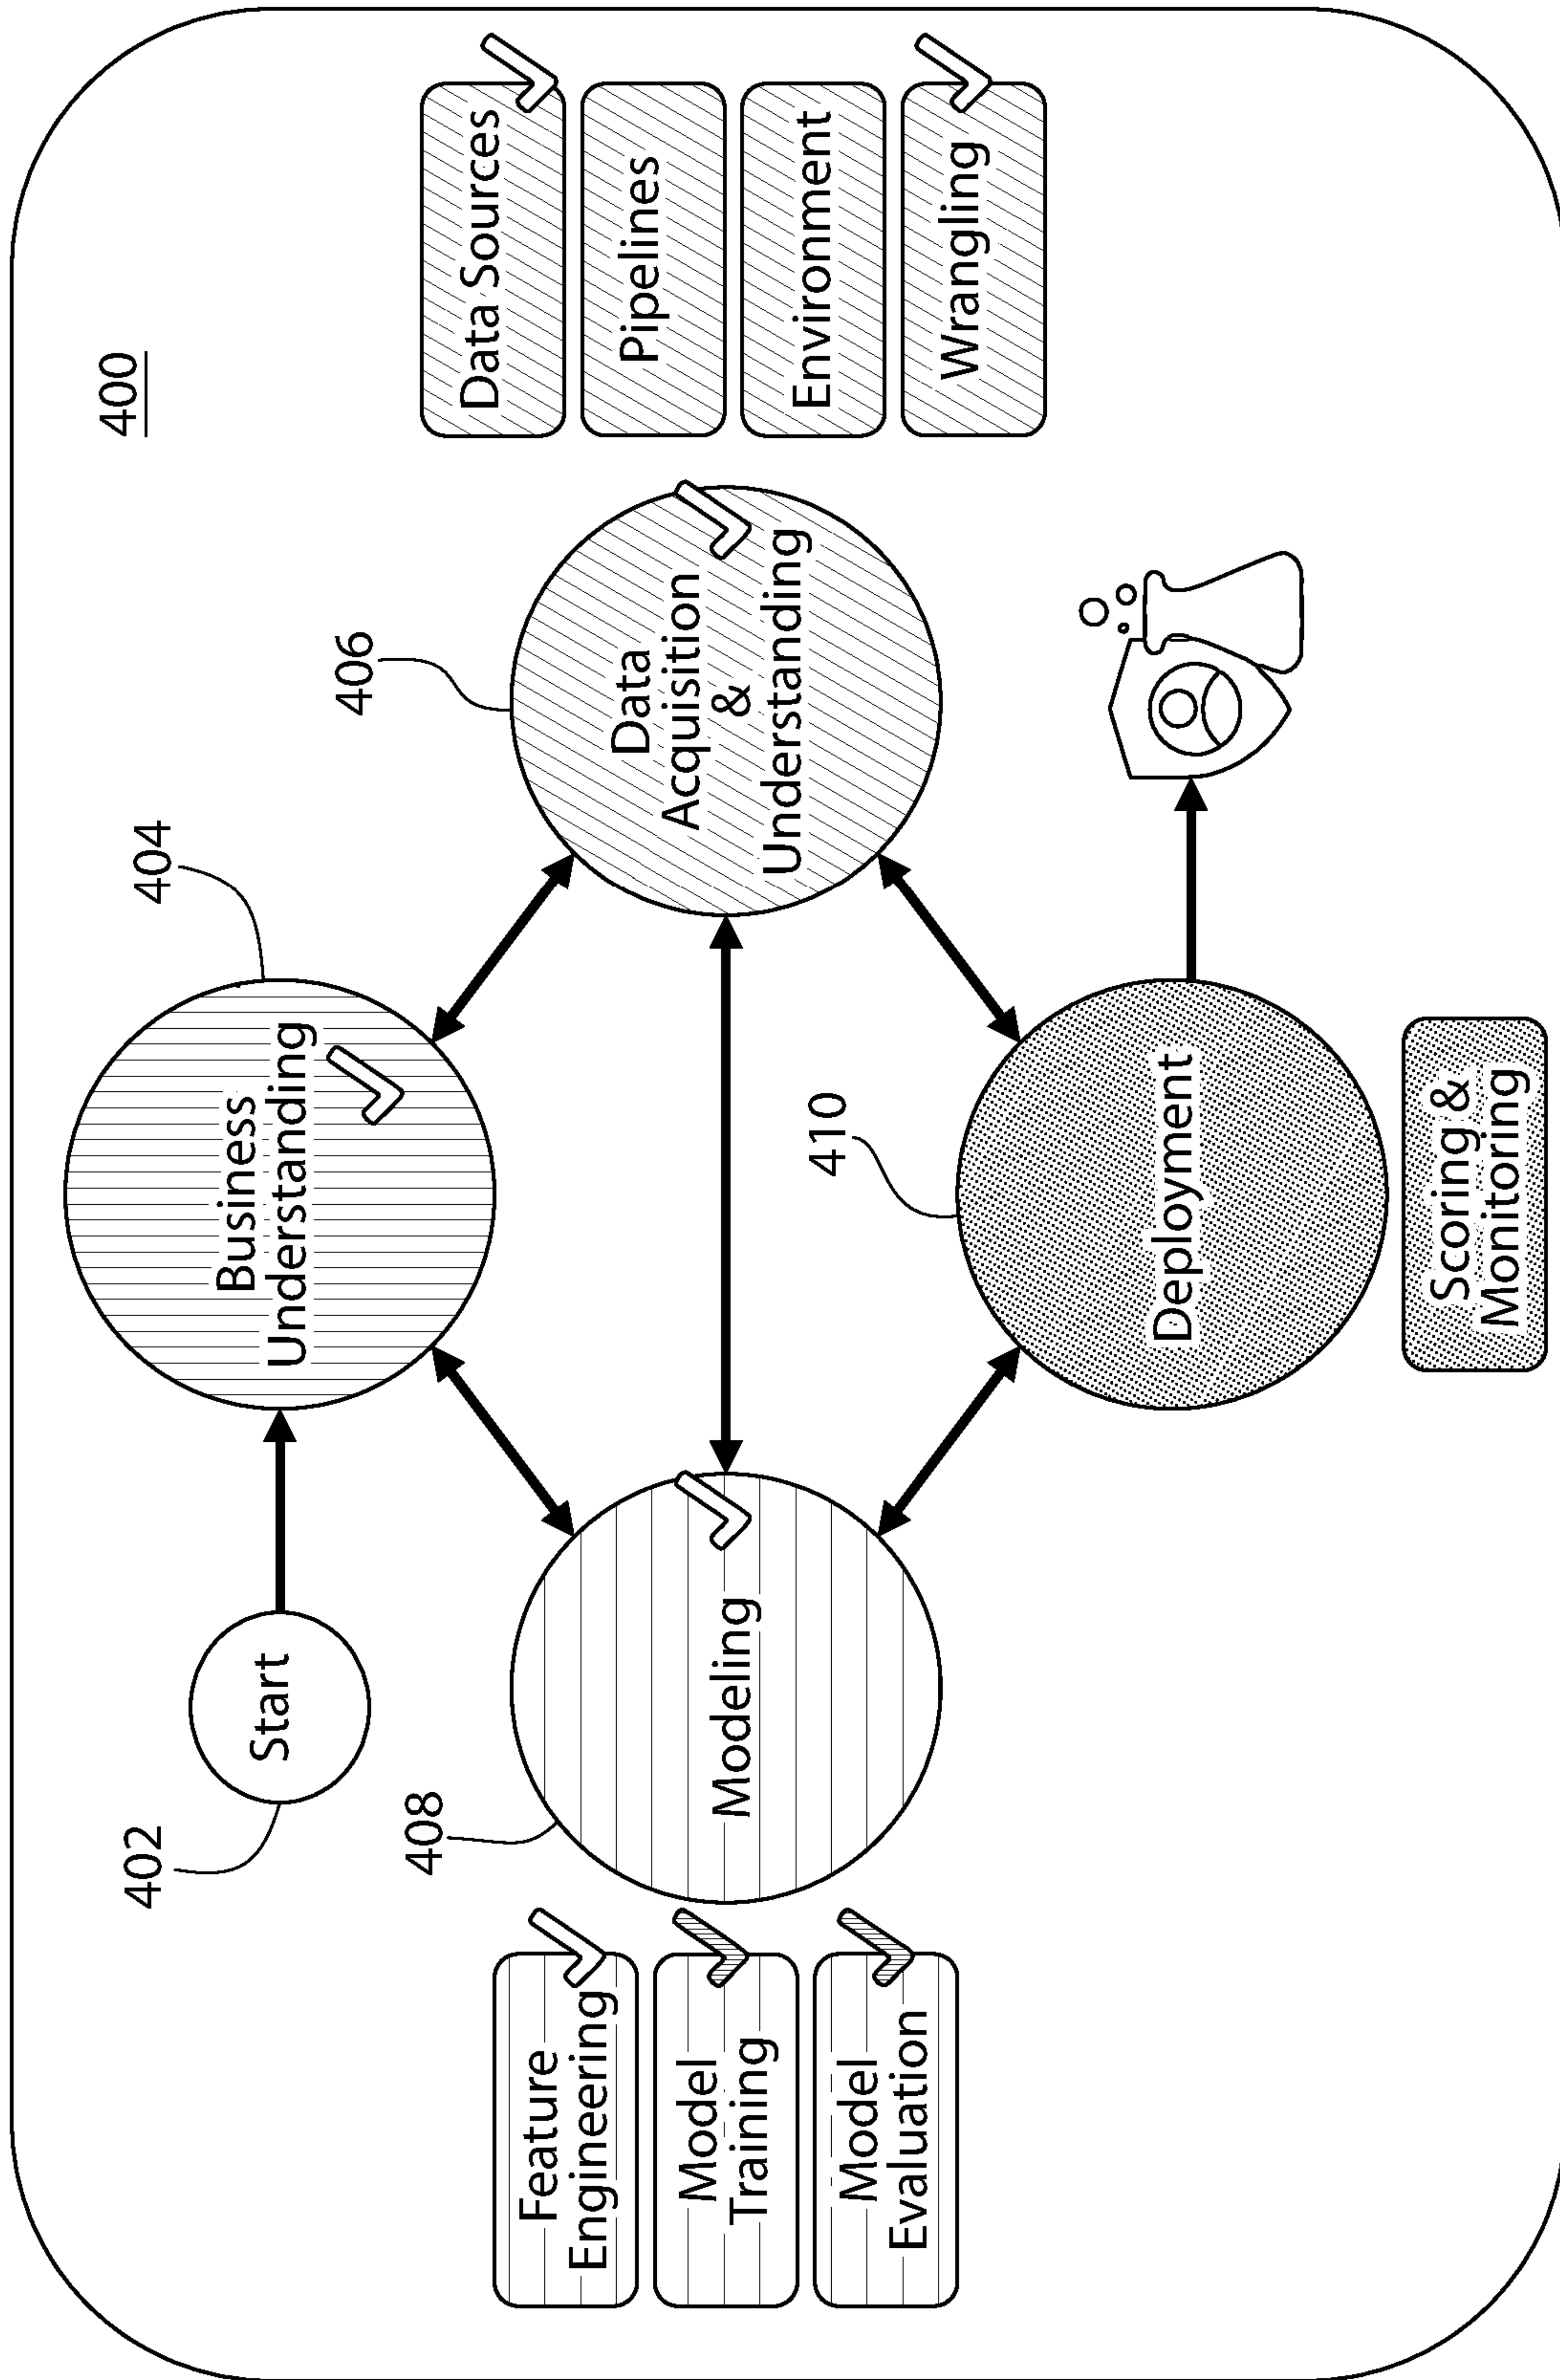 400
404
Business
Understanding
402
Start
406
Data
Acquisition
&
Understanding
Data Sources
Pipelines
Environment
Wrangling
408
Modeling
Feature
Engineering
Model
Training
Model
Evaluation
410
Deployment
Scoring &
Monitoring